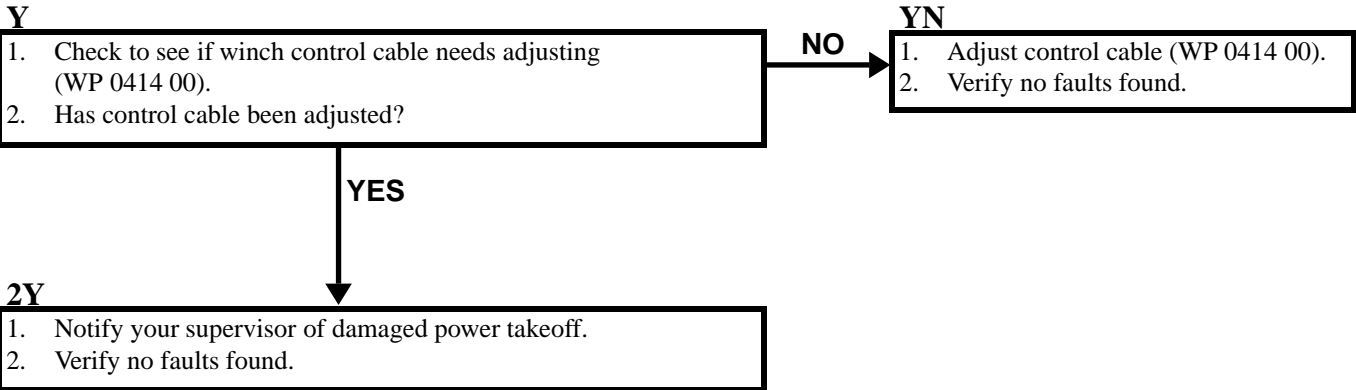 Y
1. Check to see if winch control cable needs adjusting
(WP 0414 00).
2. Has control cable been adjusted?
NO
YN
1. Adjust control cable (WP 0414 00).
2. Verify no faults found.
YES
2Y
1. Notify your supervisor of damaged power takeoff.
2. Verify no faults found.